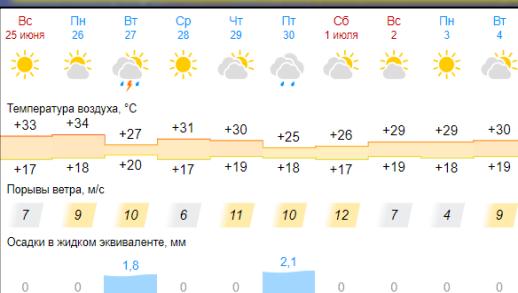 Вс Пн Вт Ср Чт Пт Сб Вс Пн Вт
25 июня 26 27 28 29 30 1 июля 2 3 4
Температура воздуха, °C
+33 +34 +27 +31 +30 +25 +26 +29 +29 +30
+17 +18 +20 +17 +19 +18 +17 +19 +18 +19
Порывы ветра, м/с
7 9 10 6 11 10 12 7 4 9
Осадки в жидком эквиваленте, мм
1,8 2,1
0 0 0 0 0 0 0 0